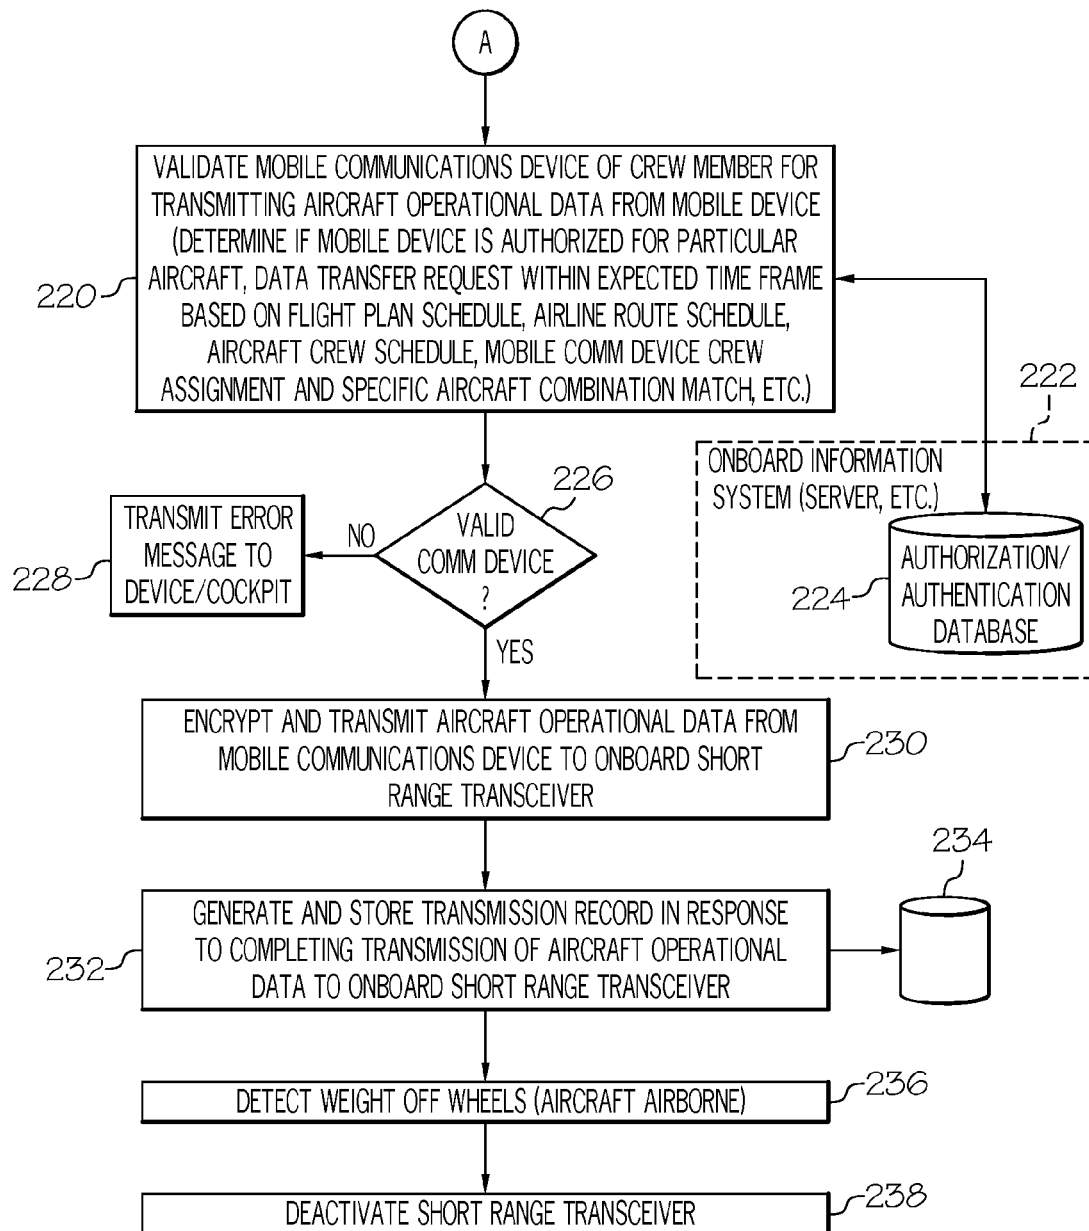 A
VALIDATE MOBILE COMMUNICATIONS DEVICE OF CREW MEMBER FOR
TRANSMITTING AIRCRAFT OPERATIONAL DATA FROM MOBILE DEVICE
(DETERMINE IF MOBILE DEVICE IS AUTHORIZED FOR PARTICULAR
AIRCRAFT, DATA TRANSFER REQUEST WITHIN EXPECTED TIME FRAME
BASED ON FLIGHT PLAN SCHEDULE, AIRLINE ROUTE SCHEDULE,
AIRCRAFT CREW SCHEDULE, MOBILE COMM DEVICE CREW
ASSIGNMENT AND SPECIFIC AIRCRAFT COMBINATION MATCH, ETC.)
220
222
ONBOARD INFORMATION
SYSTEM (SERVER, ETC.)
AUTHORIZATION/
AUTHENTICATION
DATABASE
224
VALID
COMM DEVICE
?
226
NO
TRANSMIT ERROR
MESSAGE TO
DEVICE/COCKPIT
228
YES
ENCRYPT AND TRANSMIT AIRCRAFT OPERATIONAL DATA FROM
MOBILE COMMUNICATIONS DEVICE TO ONBOARD SHORT
RANGE TRANSCEIVER
230
GENERATE AND STORE TRANSMISSION RECORD IN RESPONSE
TO COMPLETING TRANSMISSION OF AIRCRAFT OPERATIONAL
DATA TO ONBOARD SHORT RANGE TRANSCEIVER
232
234
DETECT WEIGHT OFF WHEELS (AIRCRAFT AIRBORNE)
236
DEACTIVATE SHORT RANGE TRANSCEIVER
238